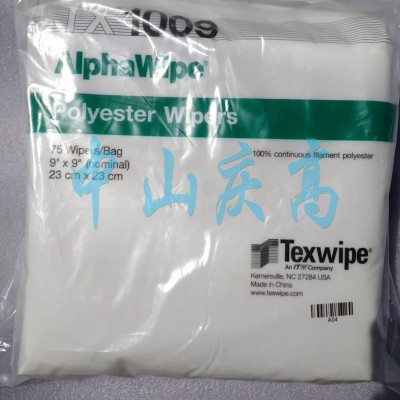 TX1009
AlphaWipe®
Polyester Wipers
75 Wipers/Bag
9" x 9" (nominal)
23 cm x 23 cm
100% continuous filament polyester
中山庆高
Texwipe®
An ITW Company
Kernersville, NC 27284 USA
Made in China
www.texwipe.com
A04